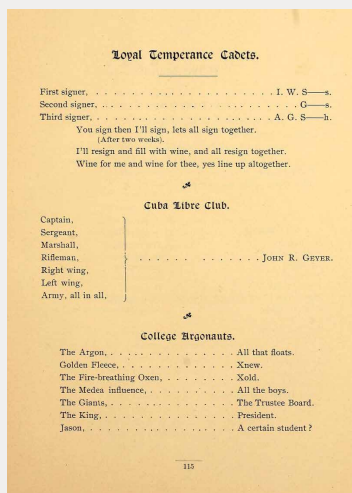 Loyal Temperance Cadets.
First signer, . . . . . . . . . . . . . . . . . . . . . . I. W. S——s.
Second signer, . . . . . . . . . . . . . . . . . . . . . G——s.
Third signer, . . . . . . . . . . . . . . . . . . . . . A. G. S——h.
You sign then I'll sign, lets all sign together.
(After two weeks).
I'll resign and fill with wine, and all resign together.
Wine for me and wine for thee, yes line up altogether.
Cuba Libre Club.
Captain,
Sergeant,
Marshall,
Rifleman, } . . . . . . . . . . . . . JOHN R. GEYER.
Right wing,
Left wing,
Army, all in all,
College Argonauts.
The Argon, . . . . . . . . . . . . . . All that floats.
Golden Fleece, . . . . . . . . . . . . . Xnew.
The Fire-breathing Oxen, . . . . . . . . Xold.
The Medea influence, . . . . . . . . . . All the boys.
The Giants, . . . . . . . . . . . . . . The Trustee Board.
The King, . . . . . . . . . . . . . . . President.
Jason, . . . . . . . . . . . . . . . . . A certain student?
115